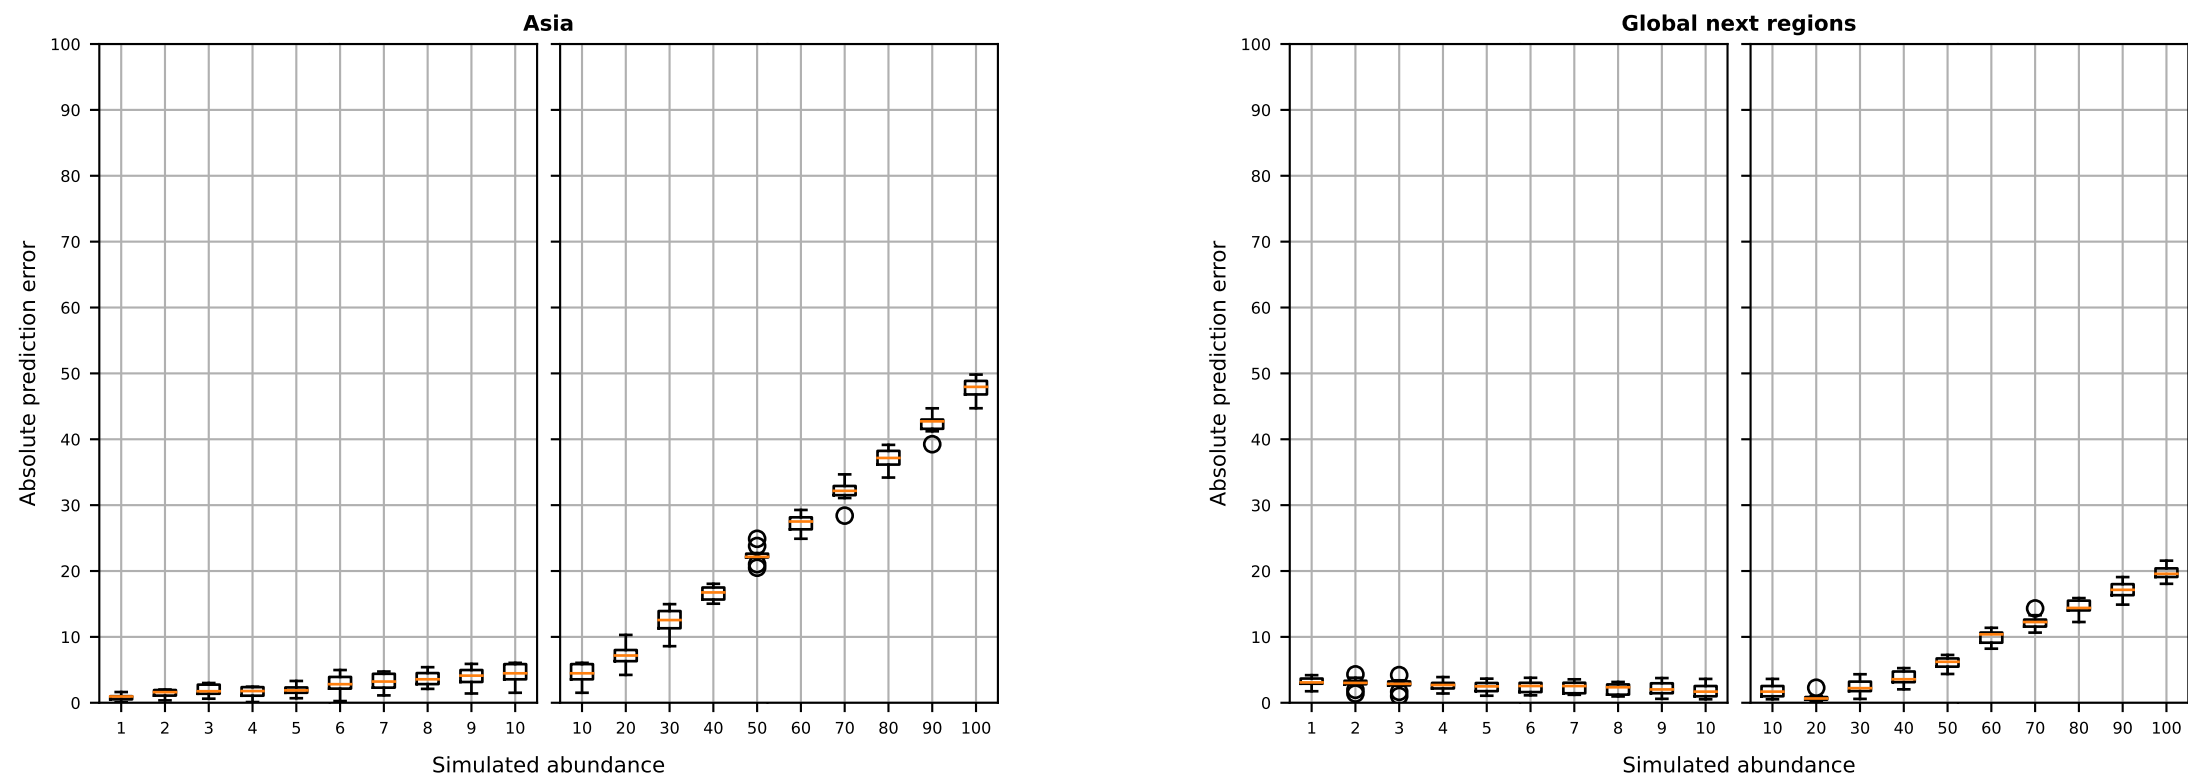 Asia
100
90
80
70
60
50
40
30
20
10
0
Absolute prediction error
1 2 3 4 5 6 7 8 9 10
10 20 30 40 50 60 70 80 90 100
Simulated abundance
Global next regions
100
90
80
70
60
50
40
30
20
10
0
Absolute prediction error
1 2 3 4 5 6 7 8 9 10
10 20 30 40 50 60 70 80 90 100
Simulated abundance